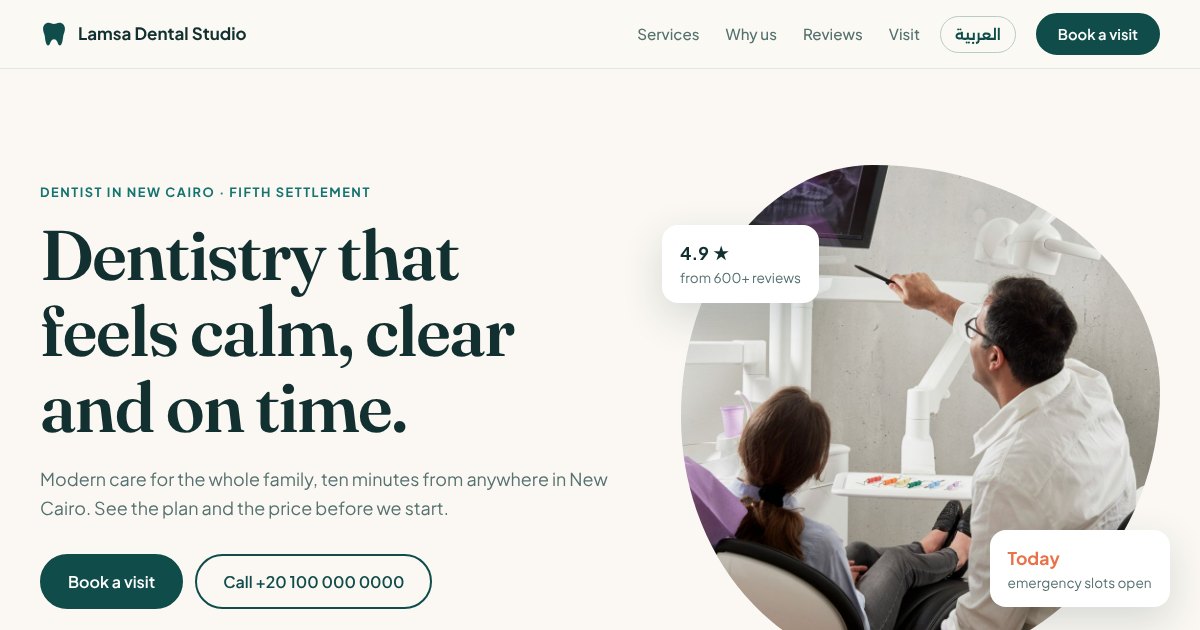 Lamsa Dental Studio
Services
Why us
Reviews
Visit
العربية
Book a visit
DENTIST IN NEW CAIRO · FIFTH SETTLEMENT
Dentistry that
feels calm, clear
and on time.
Modern care for the whole family, ten minutes from anywhere in New
Cairo. See the plan and the price before we start.
Book a visit
Call +20 100 000 0000
4.9 ★
from 600+ reviews
Today
emergency slots open